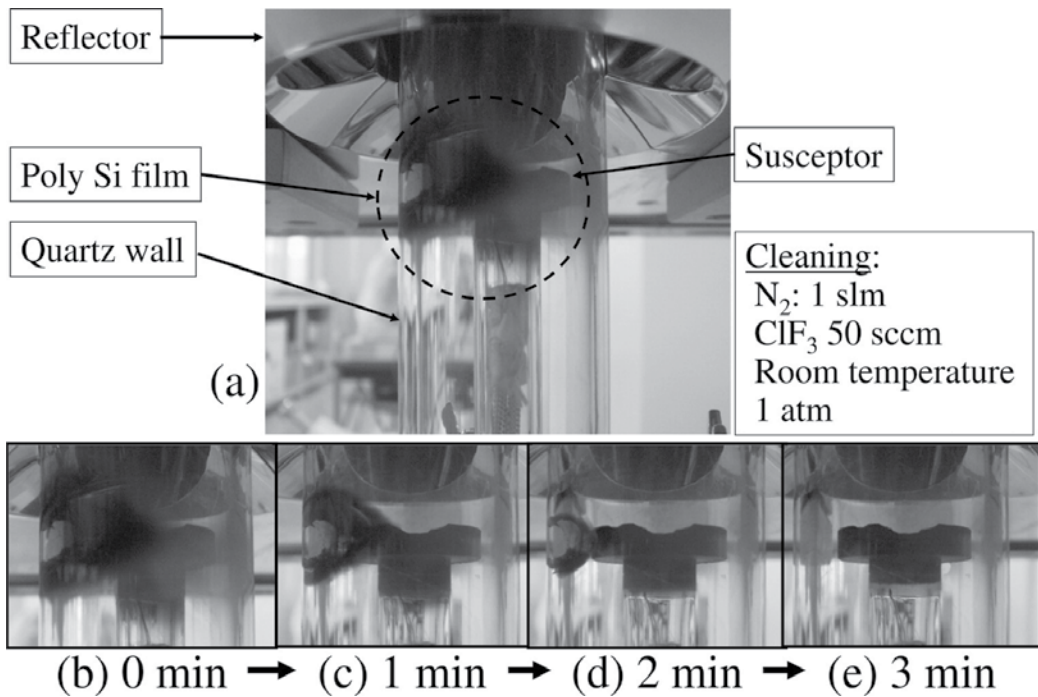 Reflector
Poly Si film
Quartz wall
Susceptor
Cleaning:
N₂: 1 slm
ClF₃ 50 sccm
Room temperature
1 atm
(a)
(b) 0 min
(c) 1 min
(d) 2 min
(e) 3 min